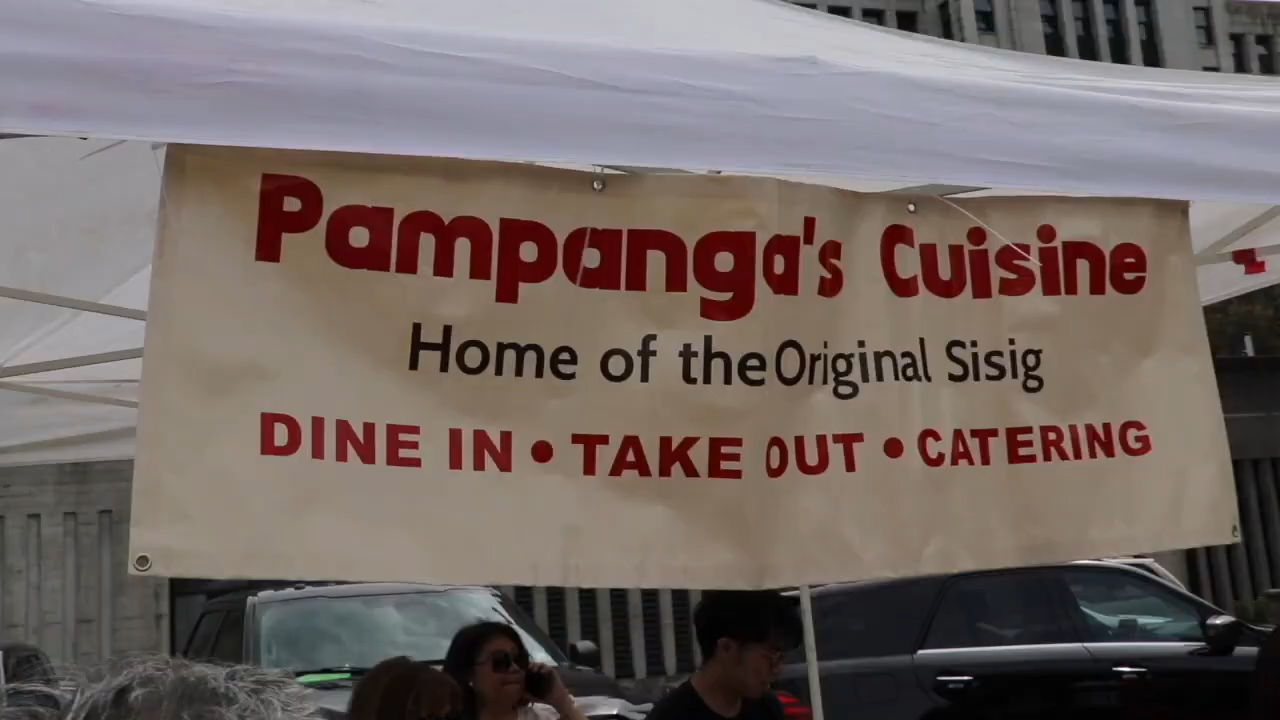 Pampanga's Cuisine
Home of the Original Sisig
DINE IN • TAKE OUT • CATERING